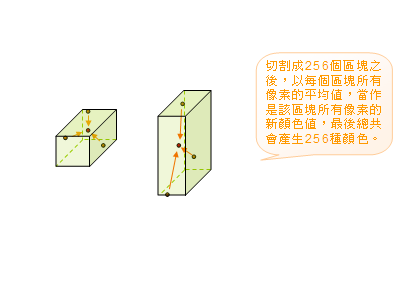 切割成256個區塊之
後，以每個區塊所有
像素的平均值，當作
是該區塊所有像素的
新顏色值，最後總共
會產生256種顏色。